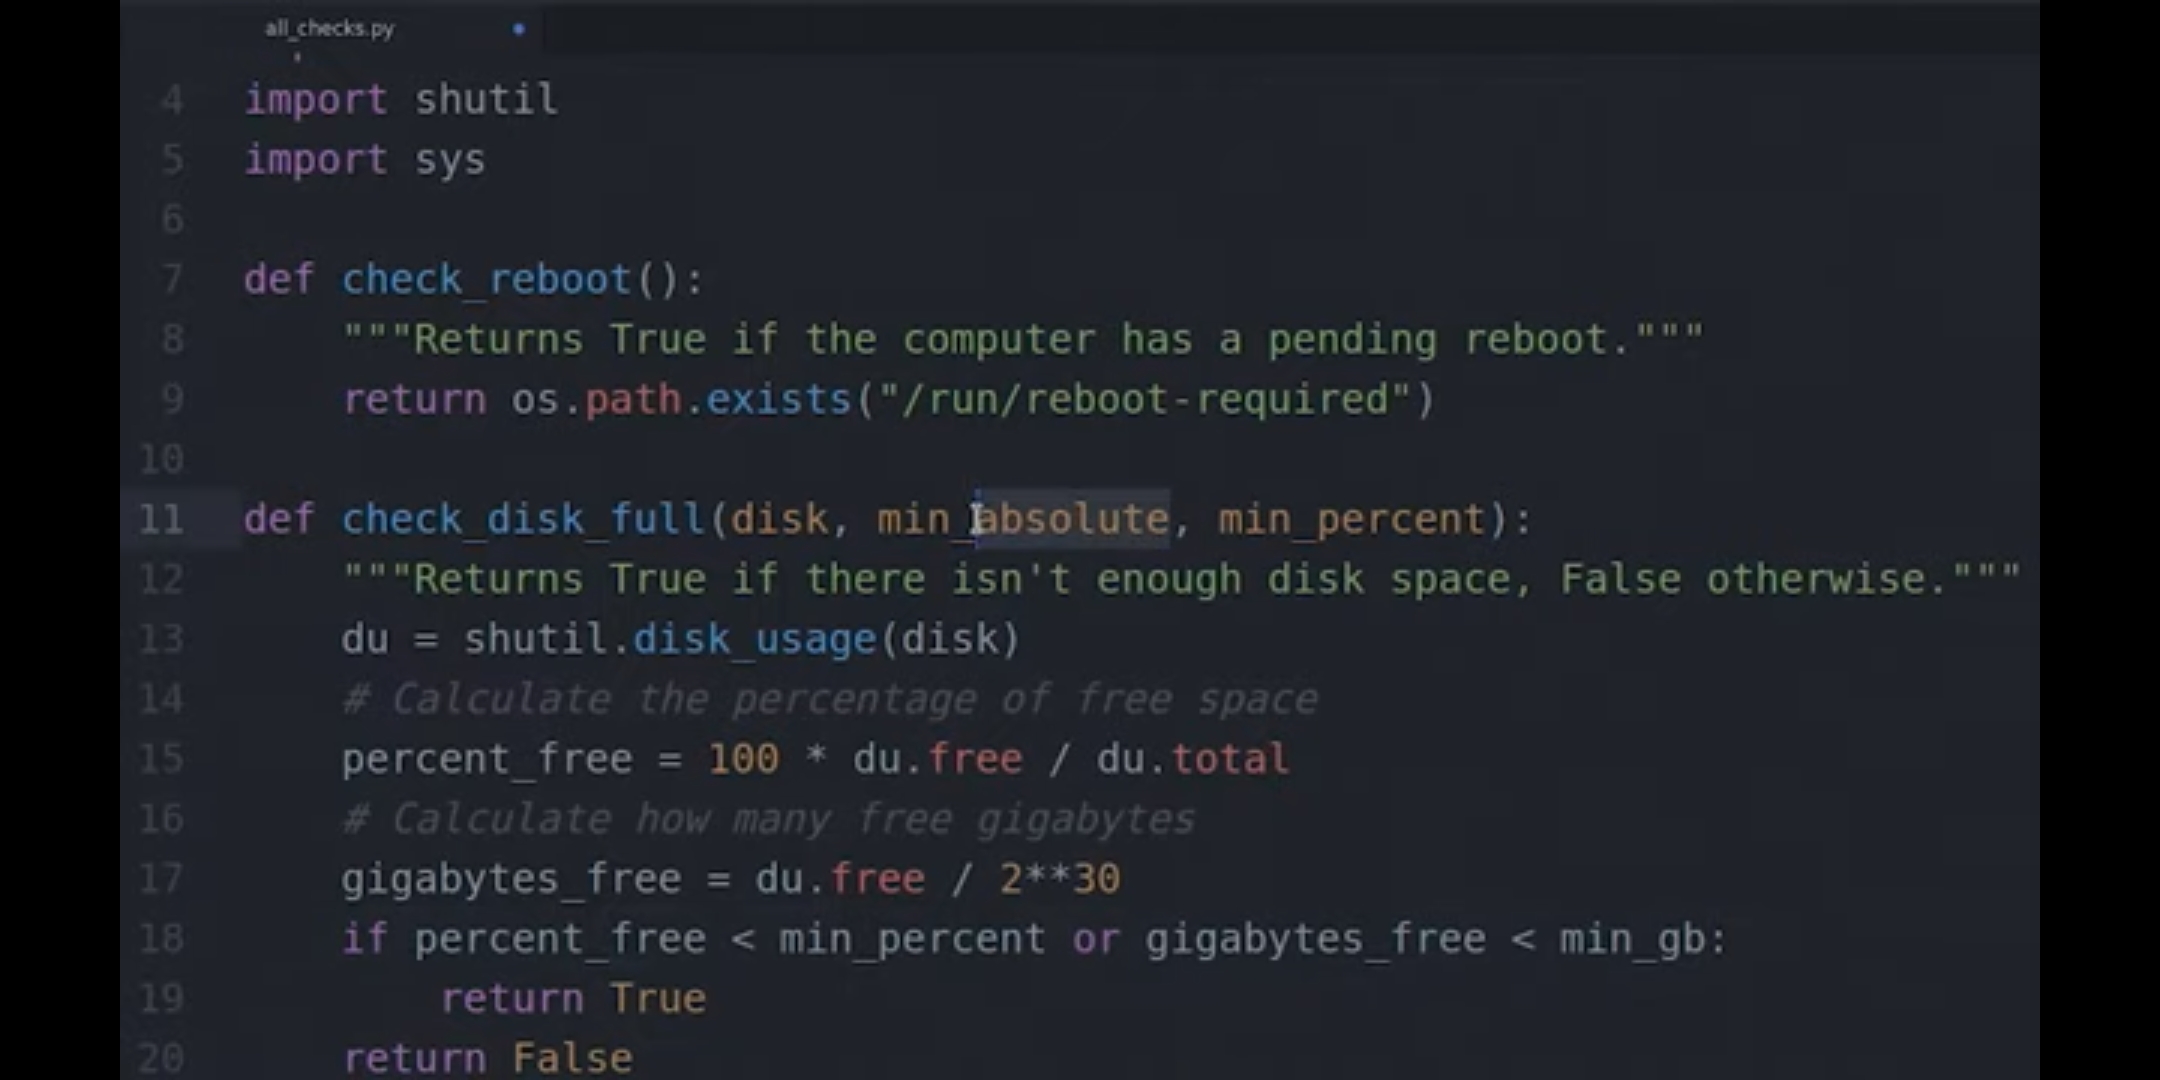 all_checks.py
4 import shutil
5 import sys
6
7 def check_reboot():
8     """Returns True if the computer has a pending reboot."""
9     return os.path.exists("/run/reboot-required")
10
11 def check_disk_full(disk, min_absolute, min_percent):
12     """Returns True if there isn't enough disk space, False otherwise."""
13     du = shutil.disk_usage(disk)
14     # Calculate the percentage of free space
15     percent_free = 100 * du.free / du.total
16     # Calculate how many free gigabytes
17     gigabytes_free = du.free / 2**30
18     if percent_free < min_percent or gigabytes_free < min_gb:
19         return True
20     return False